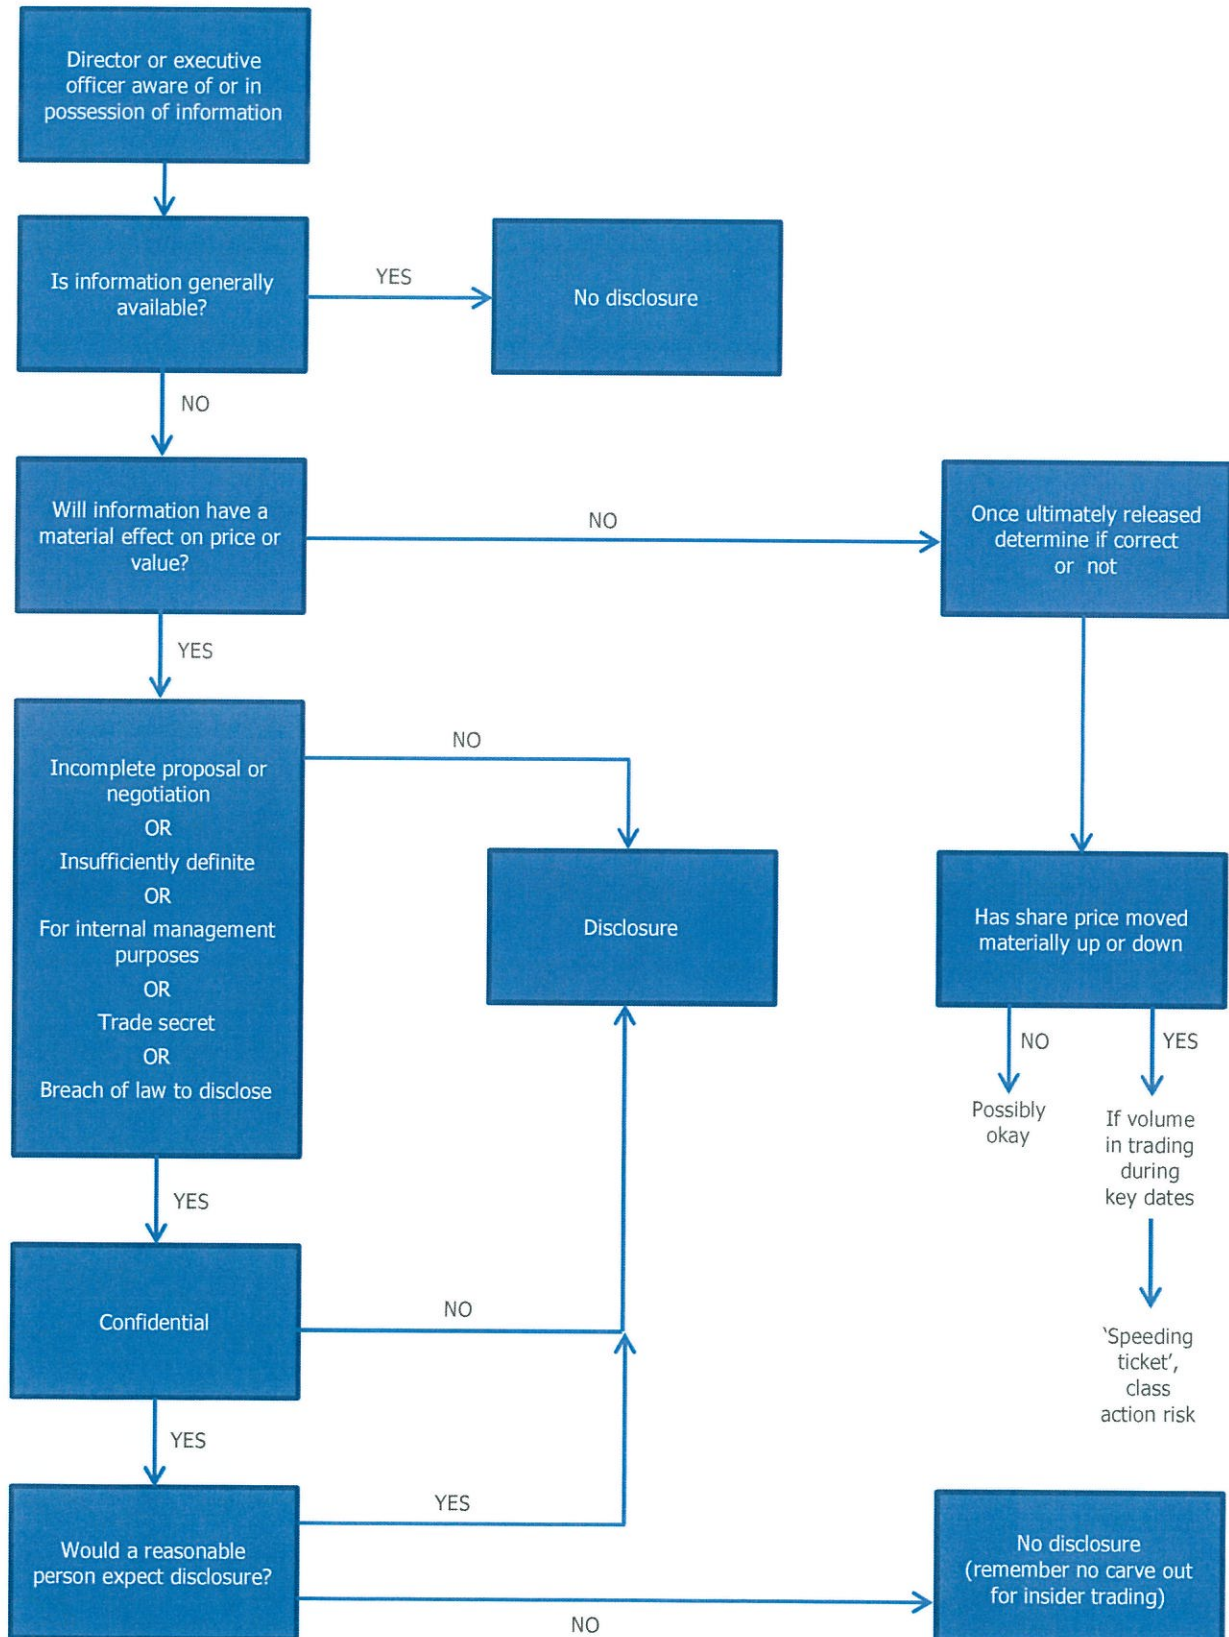 Director or executive
officer aware of or in
possession of information
Is information generally
available?
YES
No disclosure
NO
Will information have a
material effect on price or
value?
NO
Once ultimately released
determine if correct
or not
YES
Incomplete proposal or
negotiation
OR
Insufficiently definite
OR
For internal management
purposes
OR
Trade secret
OR
Breach of law to disclose
NO
Disclosure
Has share price moved
materially up or down
NO
YES
Possibly
okay
If volume
in trading
during
key dates
‘Speeding
ticket’,
class
action risk
YES
Confidential
NO
YES
Would a reasonable
person expect disclosure?
YES
NO
No disclosure
(remember no carve out
for insider trading)